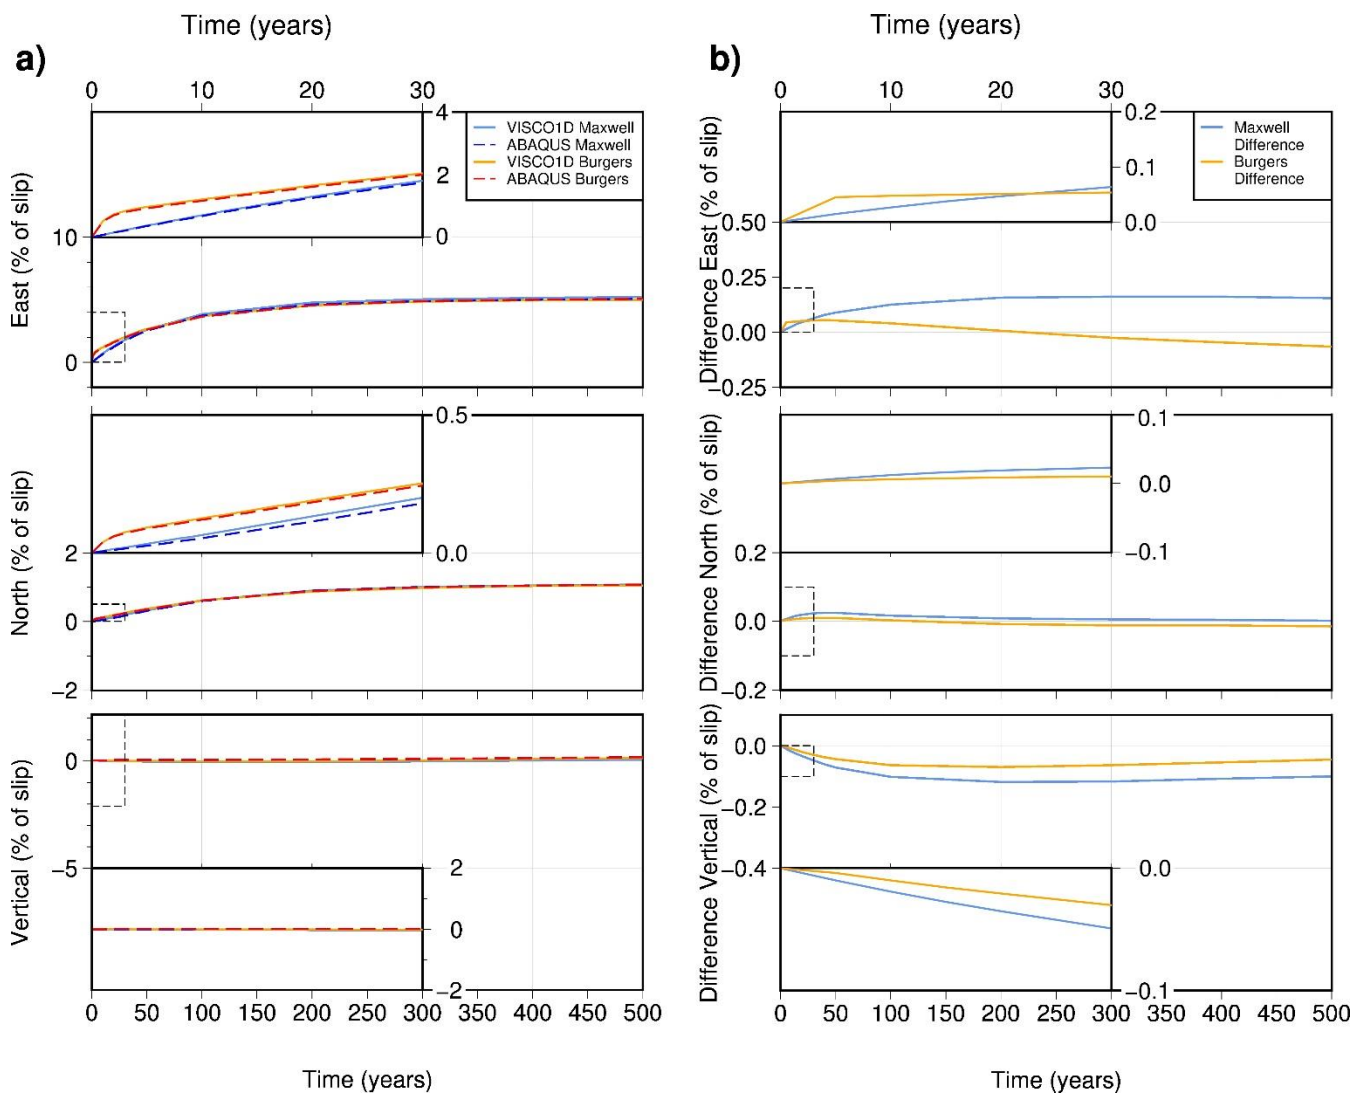 Time (years)
a)
0 10 20 30
4
2
0
VISCO1D Maxwell
ABAQUS Maxwell
VISCO1D Burgers
ABAQUS Burgers
East (% of slip)
10
0
0.5
0.0
North (% of slip)
2
0
−2
Vertical (% of slip)
0
−5
2
0
−2
0 50 100 150 200 250 300 350 400 450 500
Time (years)
Time (years)
b)
0 10 20 30
0.2
0.1
0.0
Maxwell
Difference
Burgers
Difference
Difference East (% of slip)
0.50
0.25
0.00
−0.25
0.1
0.0
−0.1
Difference North (% of slip)
0.2
0.0
−0.2
Difference Vertical (% of slip)
0.0
−0.2
−0.4
0.0
−0.1
0 50 100 150 200 250 300 350 400 450 500
Time (years)